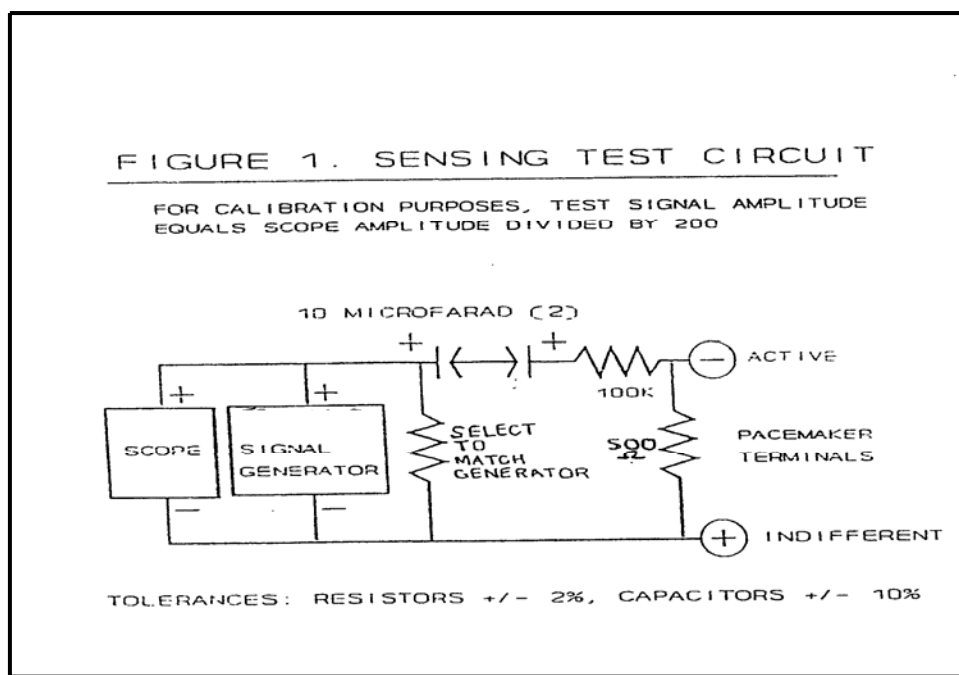 FIGURE 1. SENSING TEST CIRCUIT
FOR CALIBRATION PURPOSES, TEST SIGNAL AMPLITUDE
EQUALS SCOPE AMPLITUDE DIVIDED BY 200
10 MICROFARAD (2)
+ +
− ACTIVE
100K
+ +
SCOPE
SIGNAL
GENERATOR
SELECT
TO
MATCH
GENERATOR
500
Ω
PACEMAKER
TERMINALS
− −
+ INDIFFERENT
TOLERANCES: RESISTORS +/- 2%, CAPACITORS +/- 10%